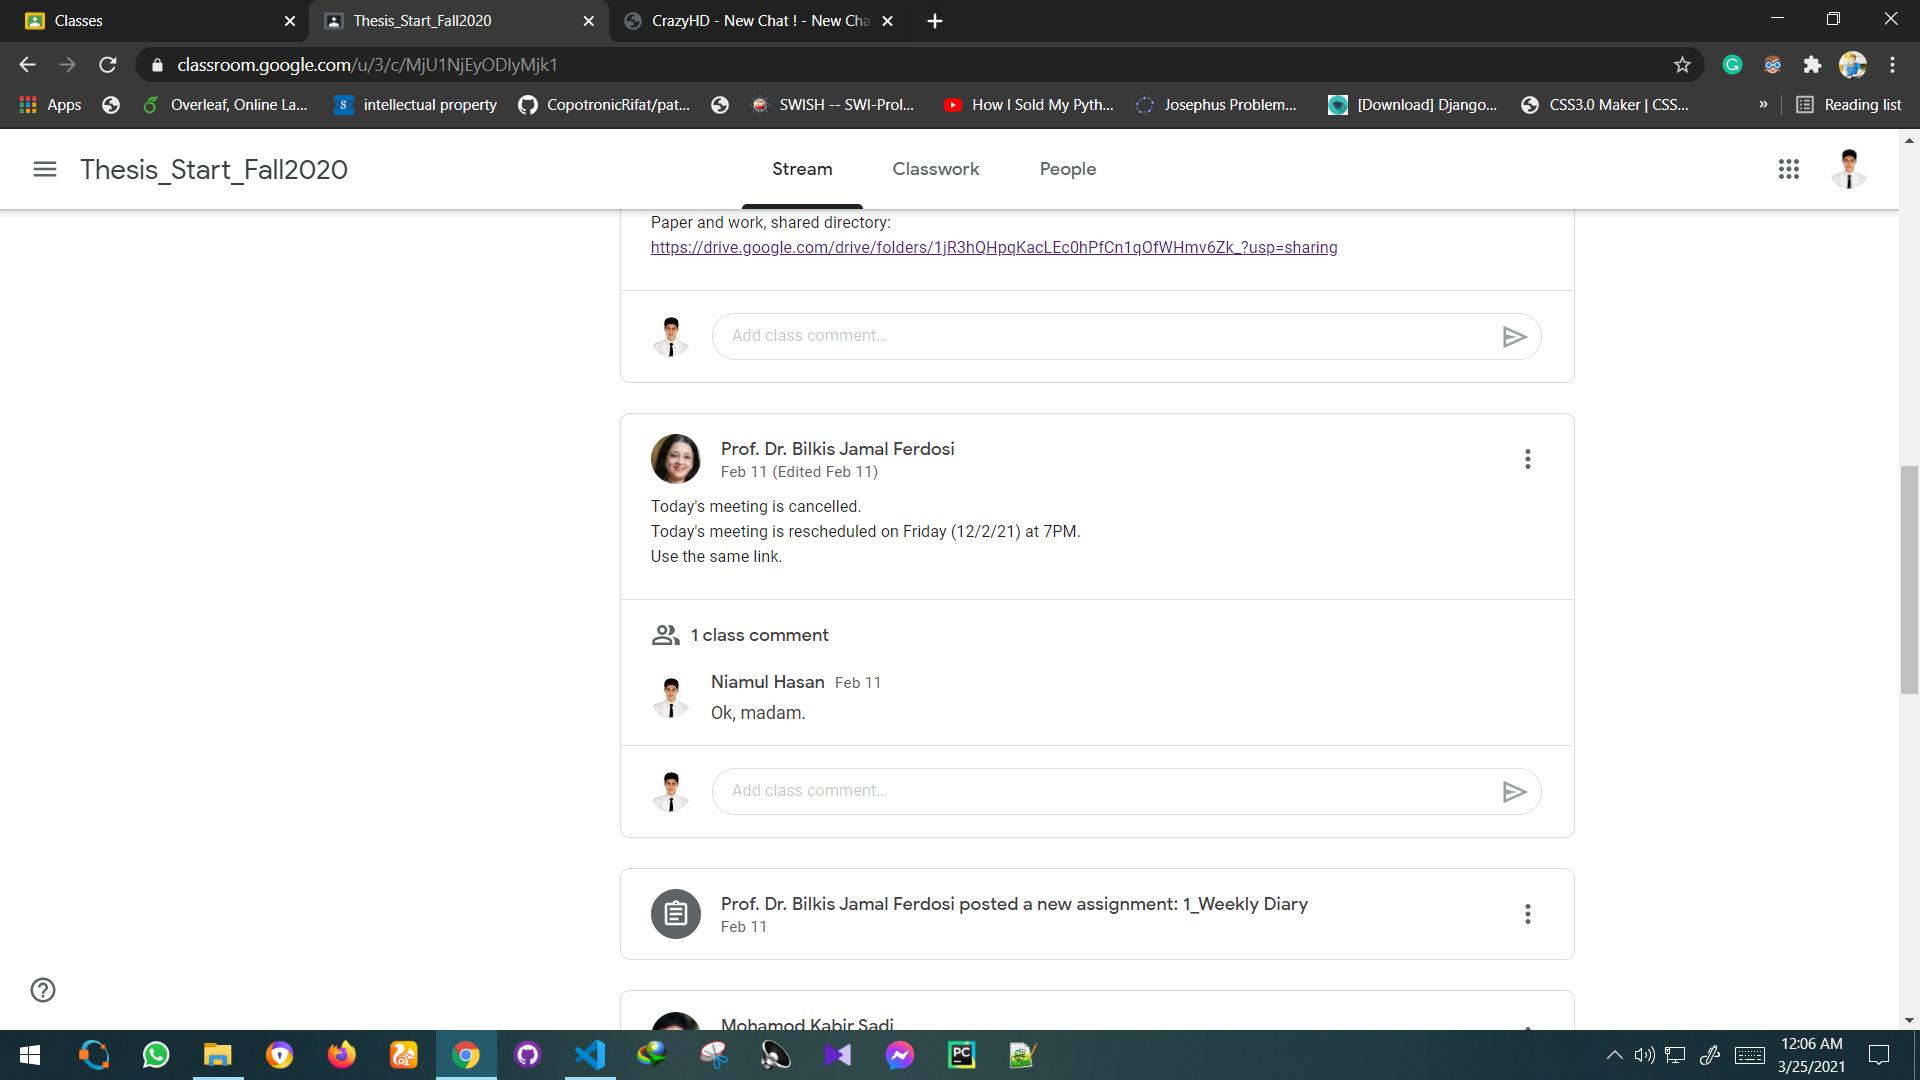 Classes
Thesis_Start_Fall2020
CrazyHD - New Chat ! - New Cha
classroom.google.com/u/3/c/MjU1NjEyODIyMjk1
Apps
Overleaf, Online La...
intellectual property
CopotronicRifat/pat...
SWISH -- SWI-Prol...
How I Sold My Pyth...
Josephus Problem...
[Download] Django...
CSS3.0 Maker | CSS...
»
Reading list
Thesis_Start_Fall2020
Stream
Classwork
People
Paper and work, shared directory:
https://drive.google.com/drive/folders/1jR3hQHpqKacLEc0hPfCn1qOfWHmv6Zk_?usp=sharing
Add class comment...
Prof. Dr. Bilkis Jamal Ferdosi
Feb 11 (Edited Feb 11)
Today's meeting is cancelled.
Today's meeting is rescheduled on Friday (12/2/21) at 7PM.
Use the same link.
1 class comment
Niamul Hasan Feb 11
Ok, madam.
Add class comment...
Prof. Dr. Bilkis Jamal Ferdosi posted a new assignment: 1_Weekly Diary
Feb 11
Mohamod Kabir Sadi
12:06 AM
3/25/2021